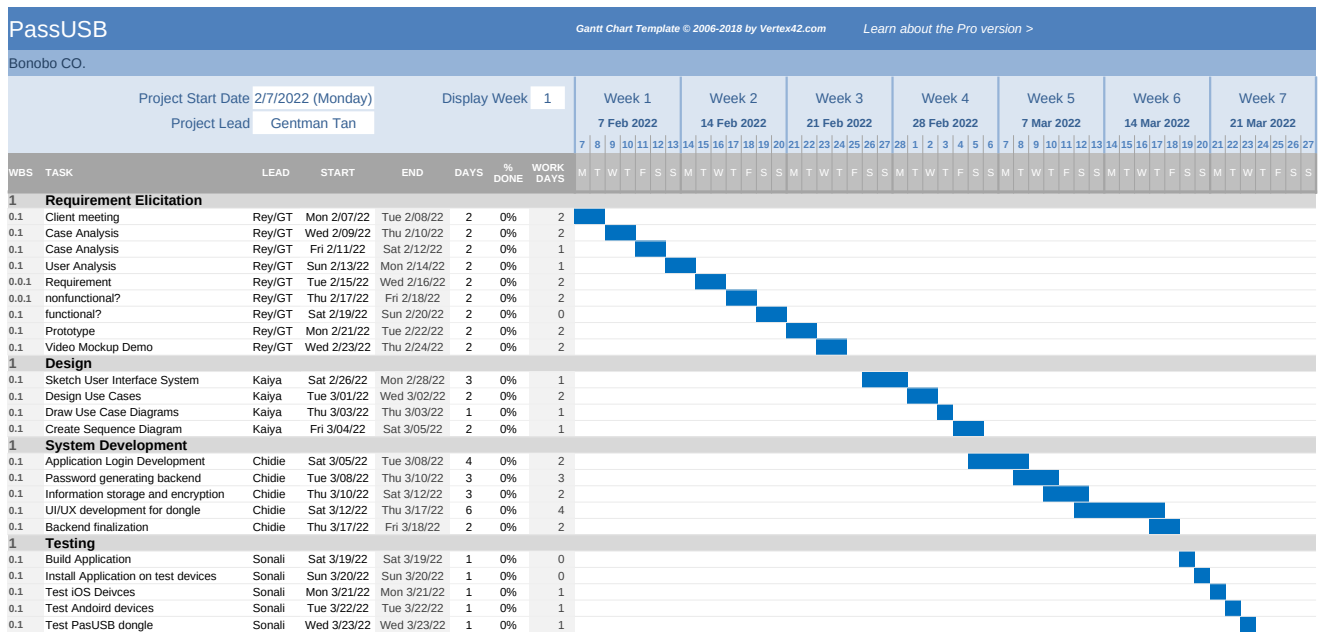 PassUSB
Gantt Chart Template © 2006-2018 by Vertex42.com Learn about the Pro version >
Bonobo CO.
Project Start Date 2/7/2022 (Monday) Display Week 1 Week 1 Week 2 Week 3 Week 4 Week 5 Week 6 Week 7
Project Lead Gentman Tan 7 Feb 2022 14 Feb 2022 21 Feb 2022 28 Feb 2022 7 Mar 2022 14 Mar 2022 21 Mar 2022
7 8 9 10 11 12 13 14 15 16 17 18 19 20 21 22 23 24 25 26 27 28 1 2 3 4 5 6 7 8 9 10 11 12 13 14 15 16 17 18 19 20 21 22 23 24 25 26 27
WBS TASK LEAD START END DAYS % DONE WORK DAYS M T W T F S S M T W T F S S M T W T F S S M T W T F S S M T W T F S S M T W T F S S M T W T F S S
1 Requirement Elicitation
0.1 Client meeting Rey/GT Mon 2/07/22 Tue 2/08/22 2 0% 2
0.1 Case Analysis Rey/GT Wed 2/09/22 Thu 2/10/22 2 0% 2
0.1 Case Analysis Rey/GT Fri 2/11/22 Sat 2/12/22 2 0% 1
0.1 User Analysis Rey/GT Sun 2/13/22 Mon 2/14/22 2 0% 1
0.0.1 Requirement Rey/GT Tue 2/15/22 Wed 2/16/22 2 0% 2
0.0.1 nonfunctional? Rey/GT Thu 2/17/22 Fri 2/18/22 2 0% 2
0.1 functional? Rey/GT Sat 2/19/22 Sun 2/20/22 2 0% 0
0.1 Prototype Rey/GT Mon 2/21/22 Tue 2/22/22 2 0% 2
0.1 Video Mockup Demo Rey/GT Wed 2/23/22 Thu 2/24/22 2 0% 2
1 Design
0.1 Sketch User Interface System Kaiya Sat 2/26/22 Mon 2/28/22 3 0% 1
0.1 Design Use Cases Kaiya Tue 3/01/22 Wed 3/02/22 2 0% 2
0.1 Draw Use Case Diagrams Kaiya Thu 3/03/22 Thu 3/03/22 1 0% 1
0.1 Create Sequence Diagram Kaiya Fri 3/04/22 Sat 3/05/22 2 0% 1
1 System Development
0.1 Application Login Development Chidie Sat 3/05/22 Tue 3/08/22 4 0% 2
0.1 Password generating backend Chidie Tue 3/08/22 Thu 3/10/22 3 0% 3
0.1 Information storage and encryption Chidie Thu 3/10/22 Sat 3/12/22 3 0% 2
0.1 UI/UX development for dongle Chidie Sat 3/12/22 Thu 3/17/22 6 0% 4
0.1 Backend finalization Chidie Thu 3/17/22 Fri 3/18/22 2 0% 2
1 Testing
0.1 Build Application Sonali Sat 3/19/22 Sat 3/19/22 1 0% 0
0.1 Install Application on test devices Sonali Sun 3/20/22 Sun 3/20/22 1 0% 0
0.1 Test iOS Deivces Sonali Mon 3/21/22 Mon 3/21/22 1 0% 1
0.1 Test Andoird devices Sonali Tue 3/22/22 Tue 3/22/22 1 0% 1
0.1 Test PasUSB dongle Sonali Wed 3/23/22 Wed 3/23/22 1 0% 1